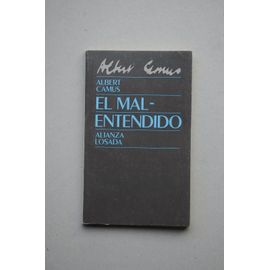 Albert Camus
ALBERT
CAMUS
EL MAL-
ENTENDIDO
ALIANZA
LOSADA